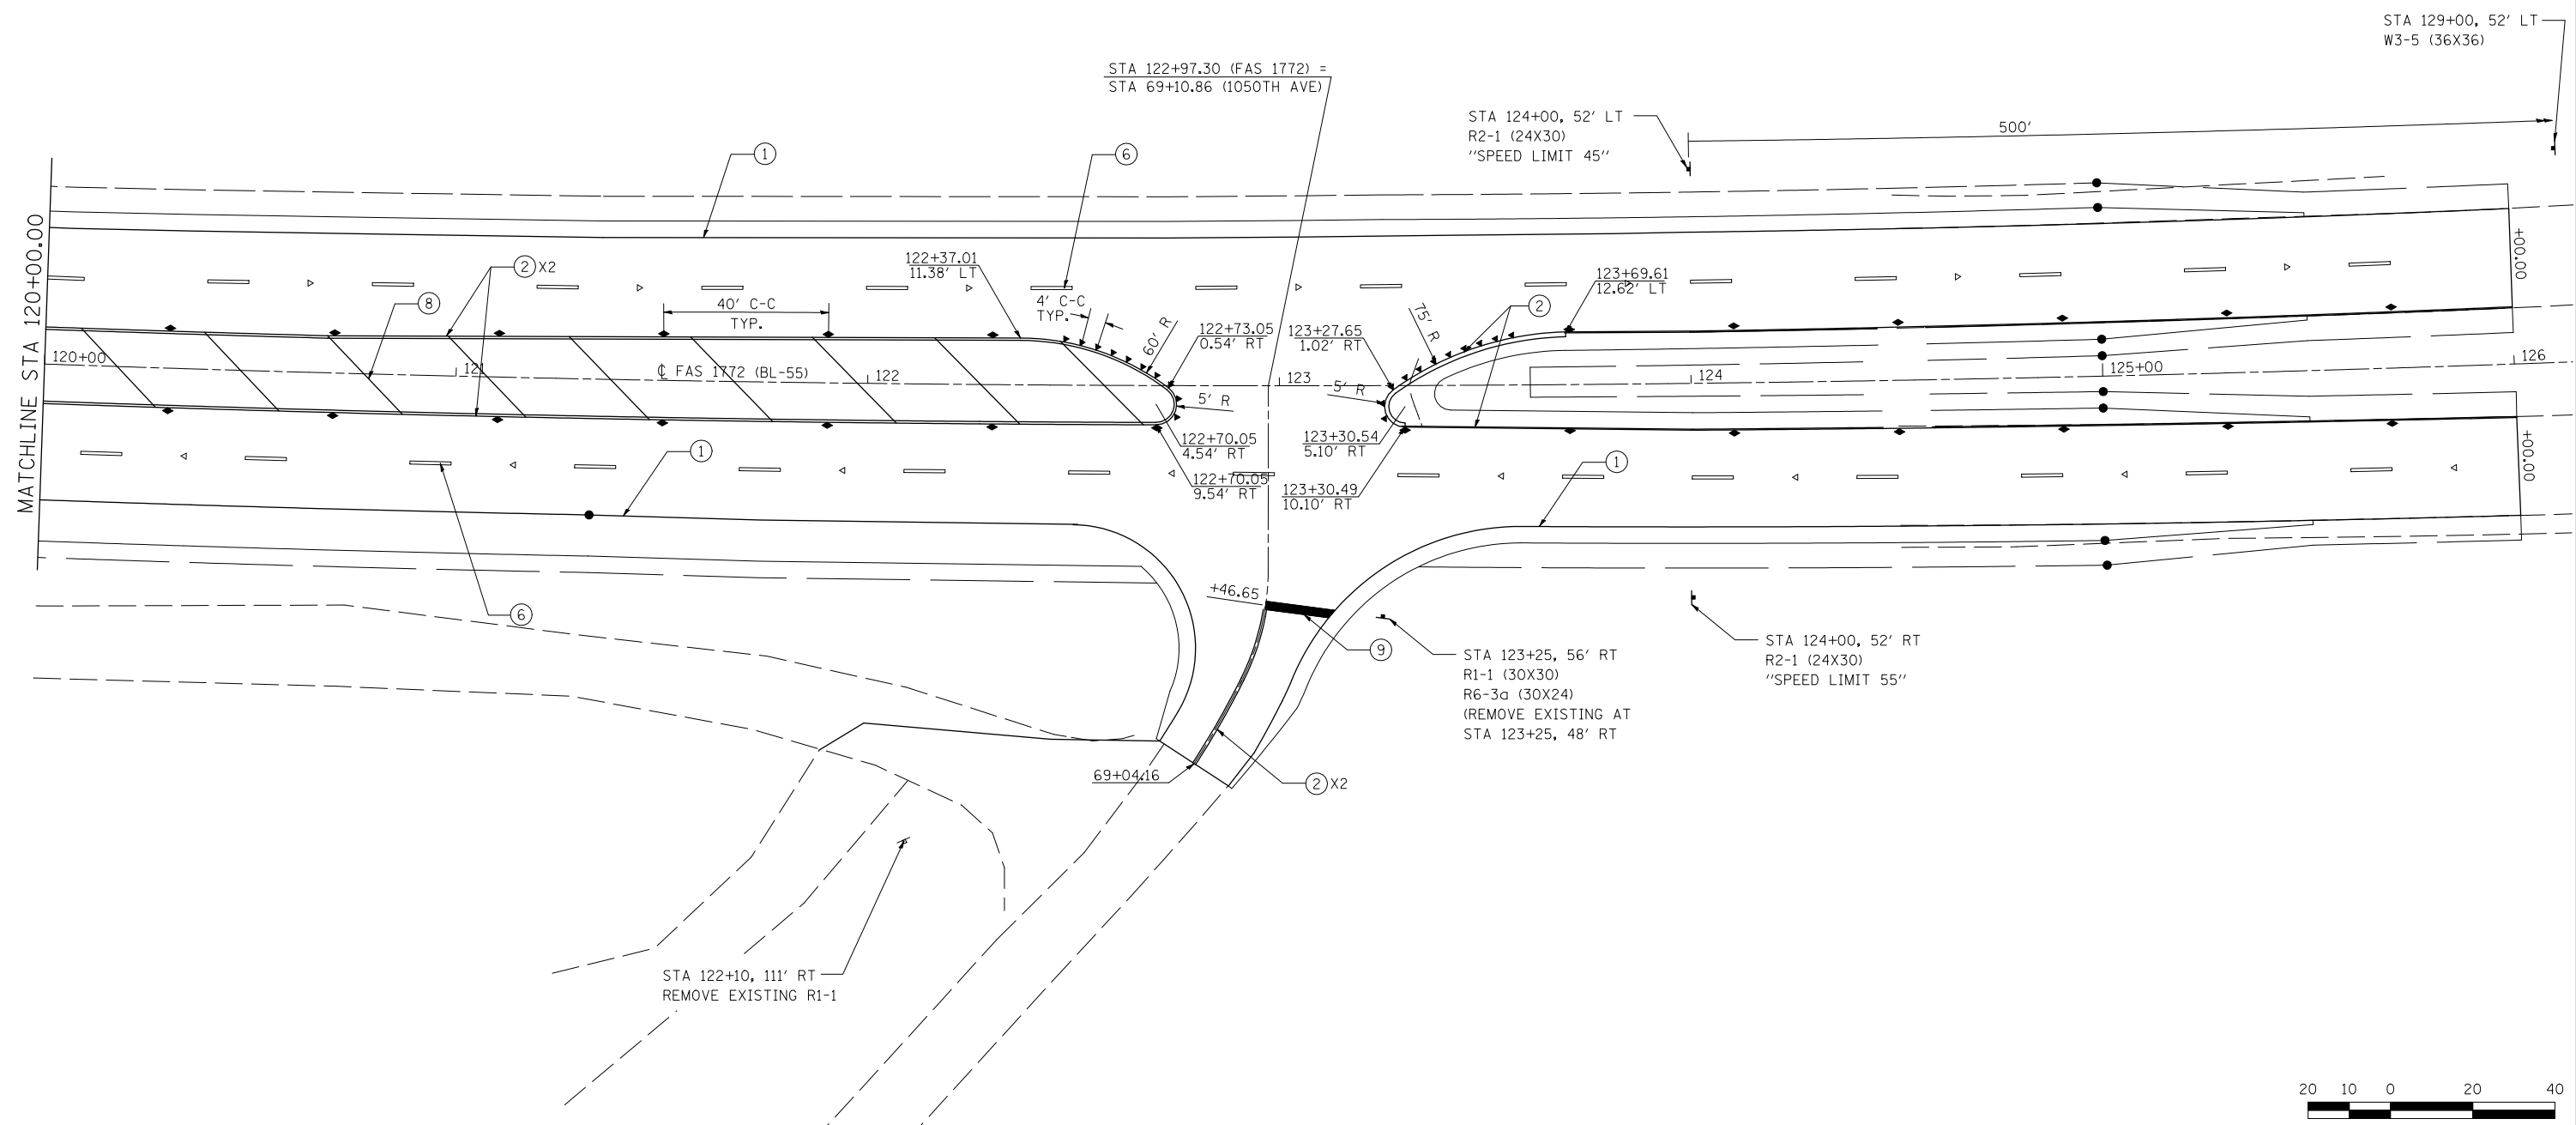 STA 129+00, 52' LT
W3-5 (36X36)
STA 122+97.30 (FAS 1772) =
STA 69+10.86 (1050TH AVE)
STA 124+00, 52' LT
R2-1 (24X30)
"SPEED LIMIT 45"
500'
1
6
MATCHLINE STA 120+00.00
2 X2
8
122+37.01
11.38' LT
40' C-C
TYP.
4' C-C
TYP.
60' R
122+73.05
0.54' RT
123+27.65
1.02' RT
75' R
2
123+69.61
12.62' LT
+00.00
120+00
121
℄ FAS 1772 (BL-55)
122
123
124
125+00
126
5' R
5' R
122+70.05
4.54' RT
123+30.54
5.10' RT
1
122+70.05
9.54' RT
123+30.49
10.10' RT
1
+00.00
6
+46.65
9
STA 123+25, 56' RT
R1-1 (30X30)
R6-3a (30X24)
(REMOVE EXISTING AT
STA 123+25, 48' RT
STA 124+00, 52' RT
R2-1 (24X30)
"SPEED LIMIT 55"
69+04.16
2 X2
STA 122+10, 111' RT
REMOVE EXISTING R1-1
20 10 0 20 40